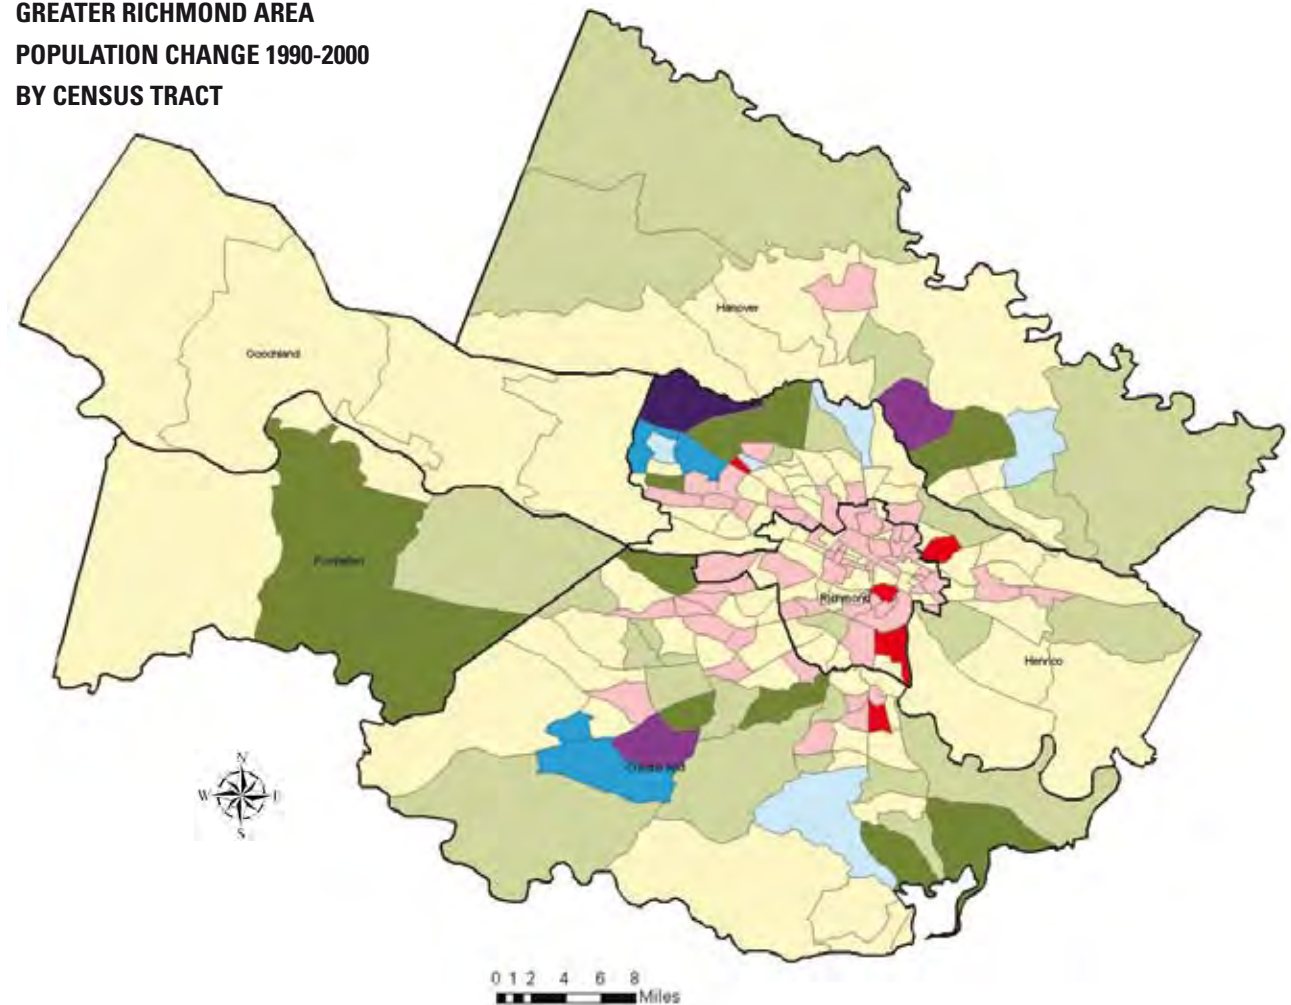 GREATER RICHMOND AREA
POPULATION CHANGE 1990-2000
BY CENSUS TRACT
Hanover
Goochland
Powhatan
Richmond
Henrico
N
W
S
0 1 2 4 6 8
Miles